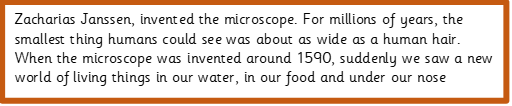 Zacharias Janssen, invented the microscope. For millions of years, the
smallest thing humans could see was about as wide as a human hair.
When the microscope was invented around 1590, suddenly we saw a new
world of living things in our water, in our food and under our nose